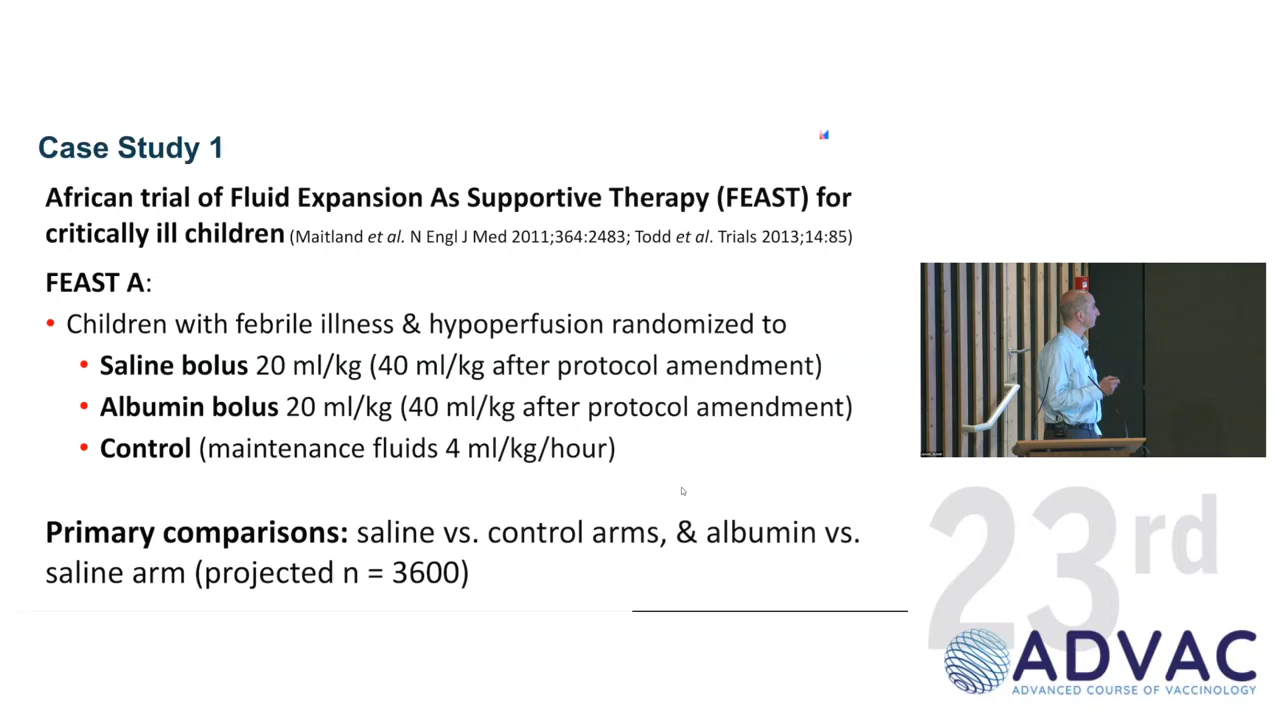 Case Study 1
African trial of Fluid Expansion As Supportive Therapy (FEAST) for
critically ill children (Maitland et al. N Engl J Med 2011;364:2483; Todd et al. Trials 2013;14:85)
FEAST A:
• Children with febrile illness & hypoperfusion randomized to
• Saline bolus 20 ml/kg (40 ml/kg after protocol amendment)
• Albumin bolus 20 ml/kg (40 ml/kg after protocol amendment)
• Control (maintenance fluids 4 ml/kg/hour)
Primary comparisons: saline vs. control arms, & albumin vs.
saline arm (projected n = 3600)
23rd
ADVAC
ADVANCED COURSE OF VACCINOLOGY